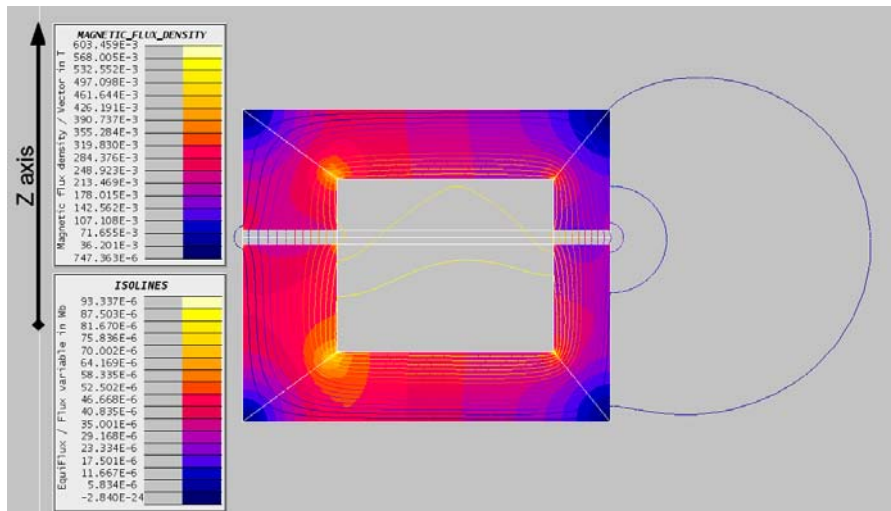 Z axis
MAGNETIC_FLUX_DENSITY
Magnetic flux density / Vector in T
603.459E-3
568.005E-3
532.552E-3
497.098E-3
461.644E-3
426.191E-3
390.737E-3
355.284E-3
319.830E-3
284.376E-3
248.923E-3
213.469E-3
178.015E-3
142.562E-3
107.108E-3
71.655E-3
36.201E-3
747.363E-6
ISOLINES
EquiFlux / Flux variable in Wb
93.337E-6
87.503E-6
81.670E-6
75.836E-6
70.002E-6
64.169E-6
58.335E-6
52.502E-6
46.668E-6
40.835E-6
35.001E-6
29.168E-6
23.334E-6
17.501E-6
11.667E-6
5.834E-6
-2.840E-24